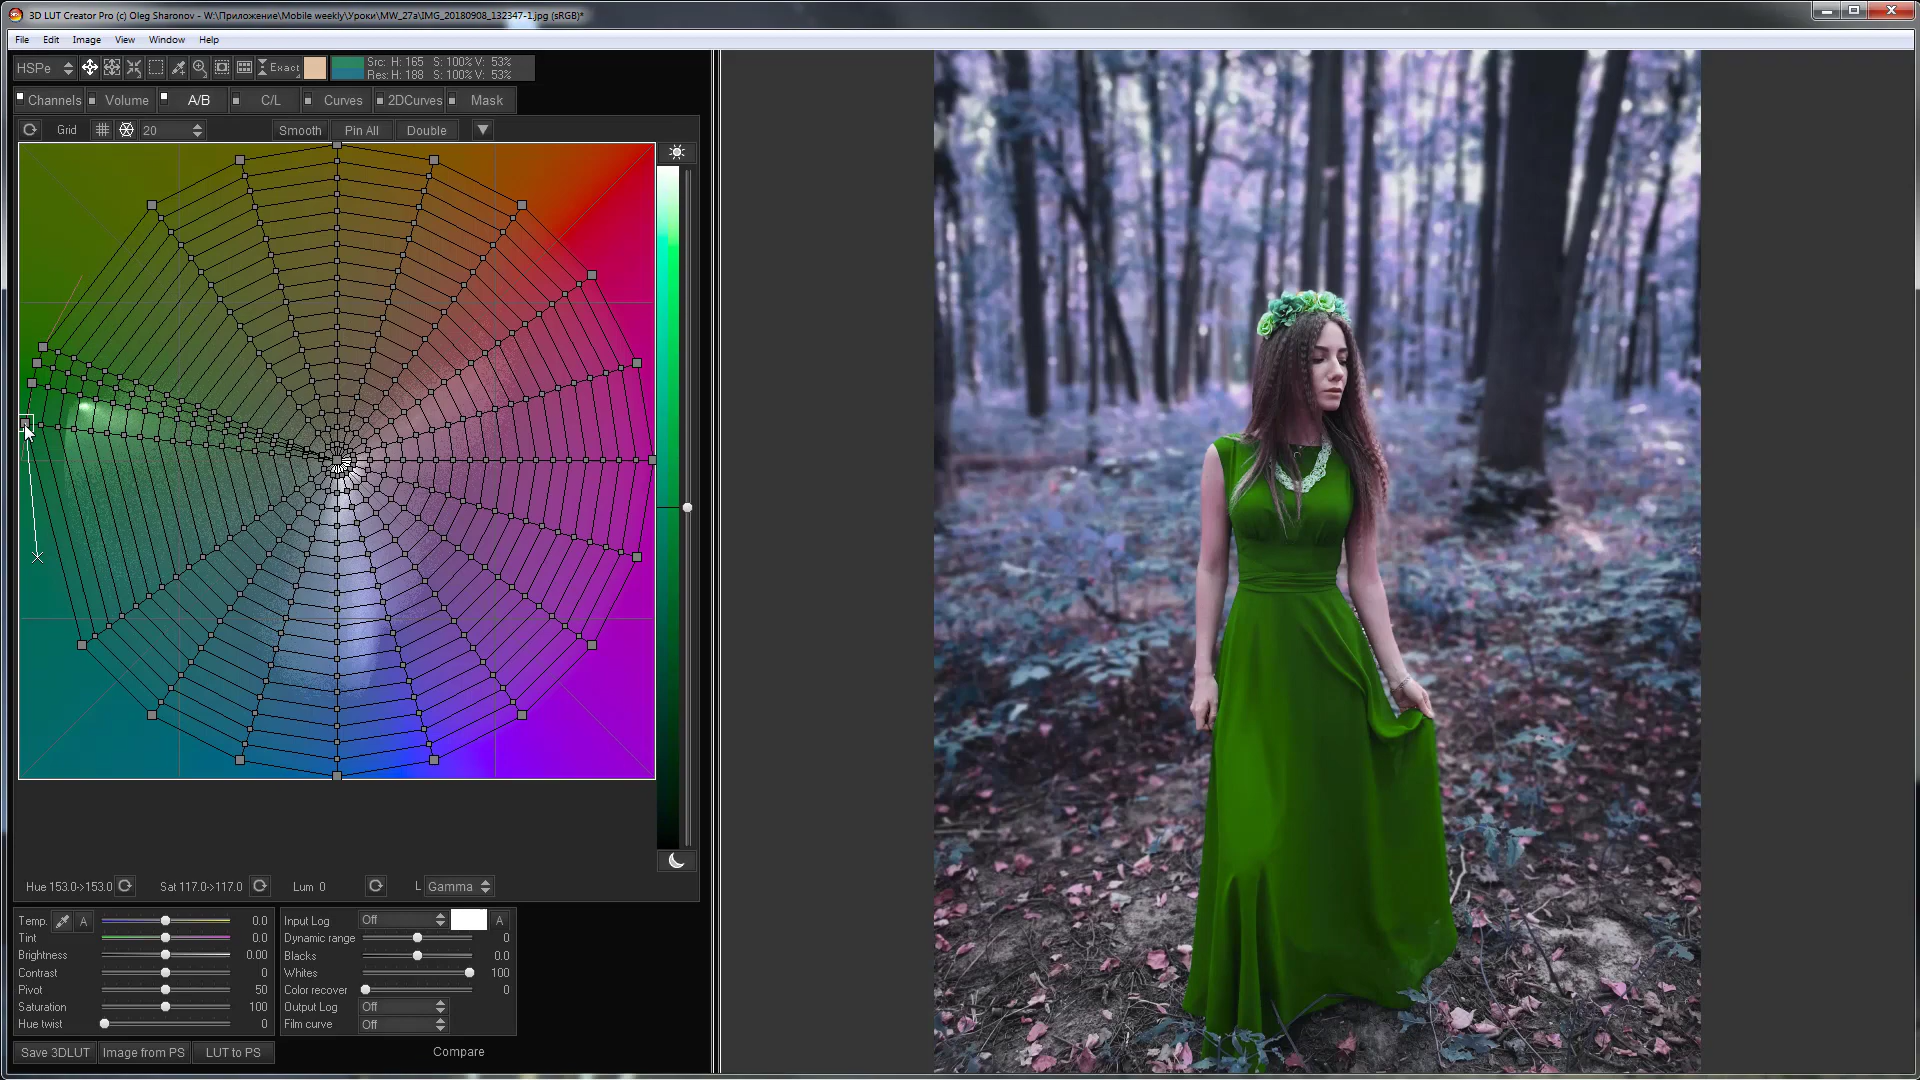 3D LUT Creator Pro (c) Oleg Sharonov - W:\Приложение\Mobile weekly\Уроки\MW_27a\IMG_20180908_132347-1.jpg (sRGB)*
File Edit Image View Window Help
HSPe Exact Src: H: 165 S: 100% V: 53%
Res: H: 188 S: 100% V: 53%
Channels Volume A/B C/L Curves 2DCurves Mask
Grid 20 Smooth Pin All Double
Hue 153.0->153.0 Sat 117.0->117.0 Lum 0 L Gamma
Temp. A 0.0 Input Log Off A
Tint 0.0 Dynamic range 0
Brightness 0.00 Blacks 0.0
Contrast 0 Whites 100
Pivot 50 Color recover 0
Saturation 100 Output Log Off
Hue twist 0 Film curve Off
Save 3DLUT Image from PS LUT to PS Compare